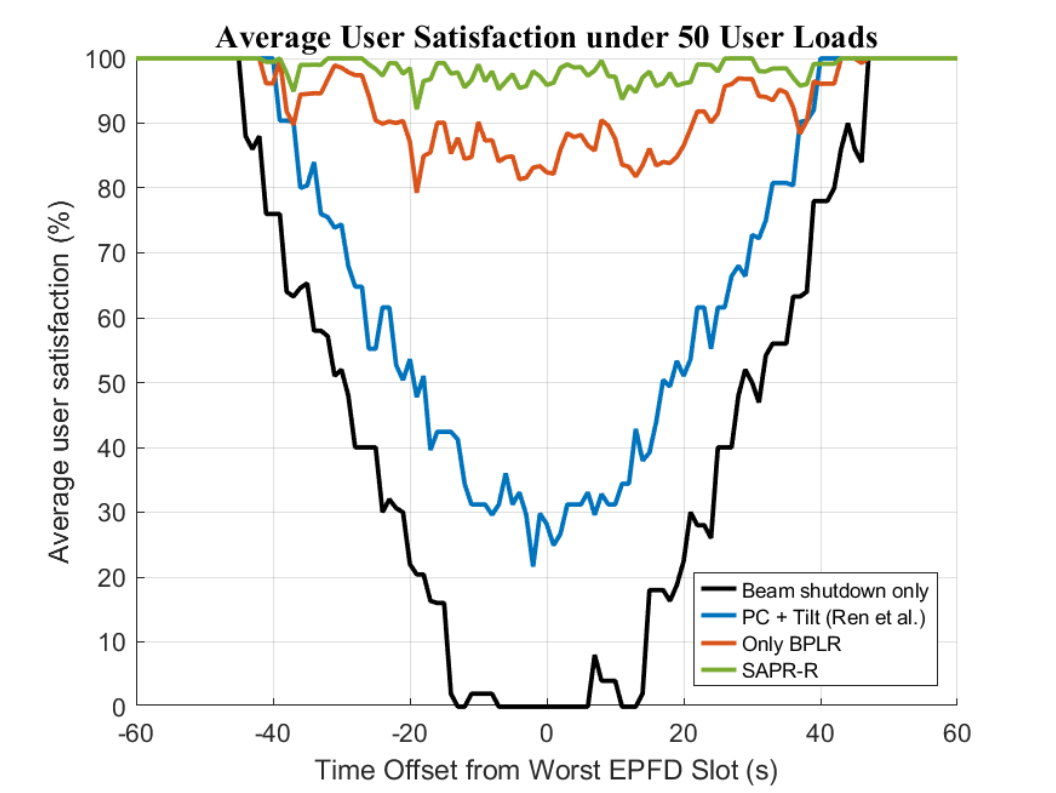 Average User Satisfaction under 50 User Loads
Average user satisfaction (%)
100
90
80
70
60
50
40
30
20
10
0
-60
-40
-20
0
20
40
60
Time Offset from Worst EPFD Slot (s)
Beam shutdown only
PC + Tilt (Ren et al.)
Only BPLR
SAPR-R